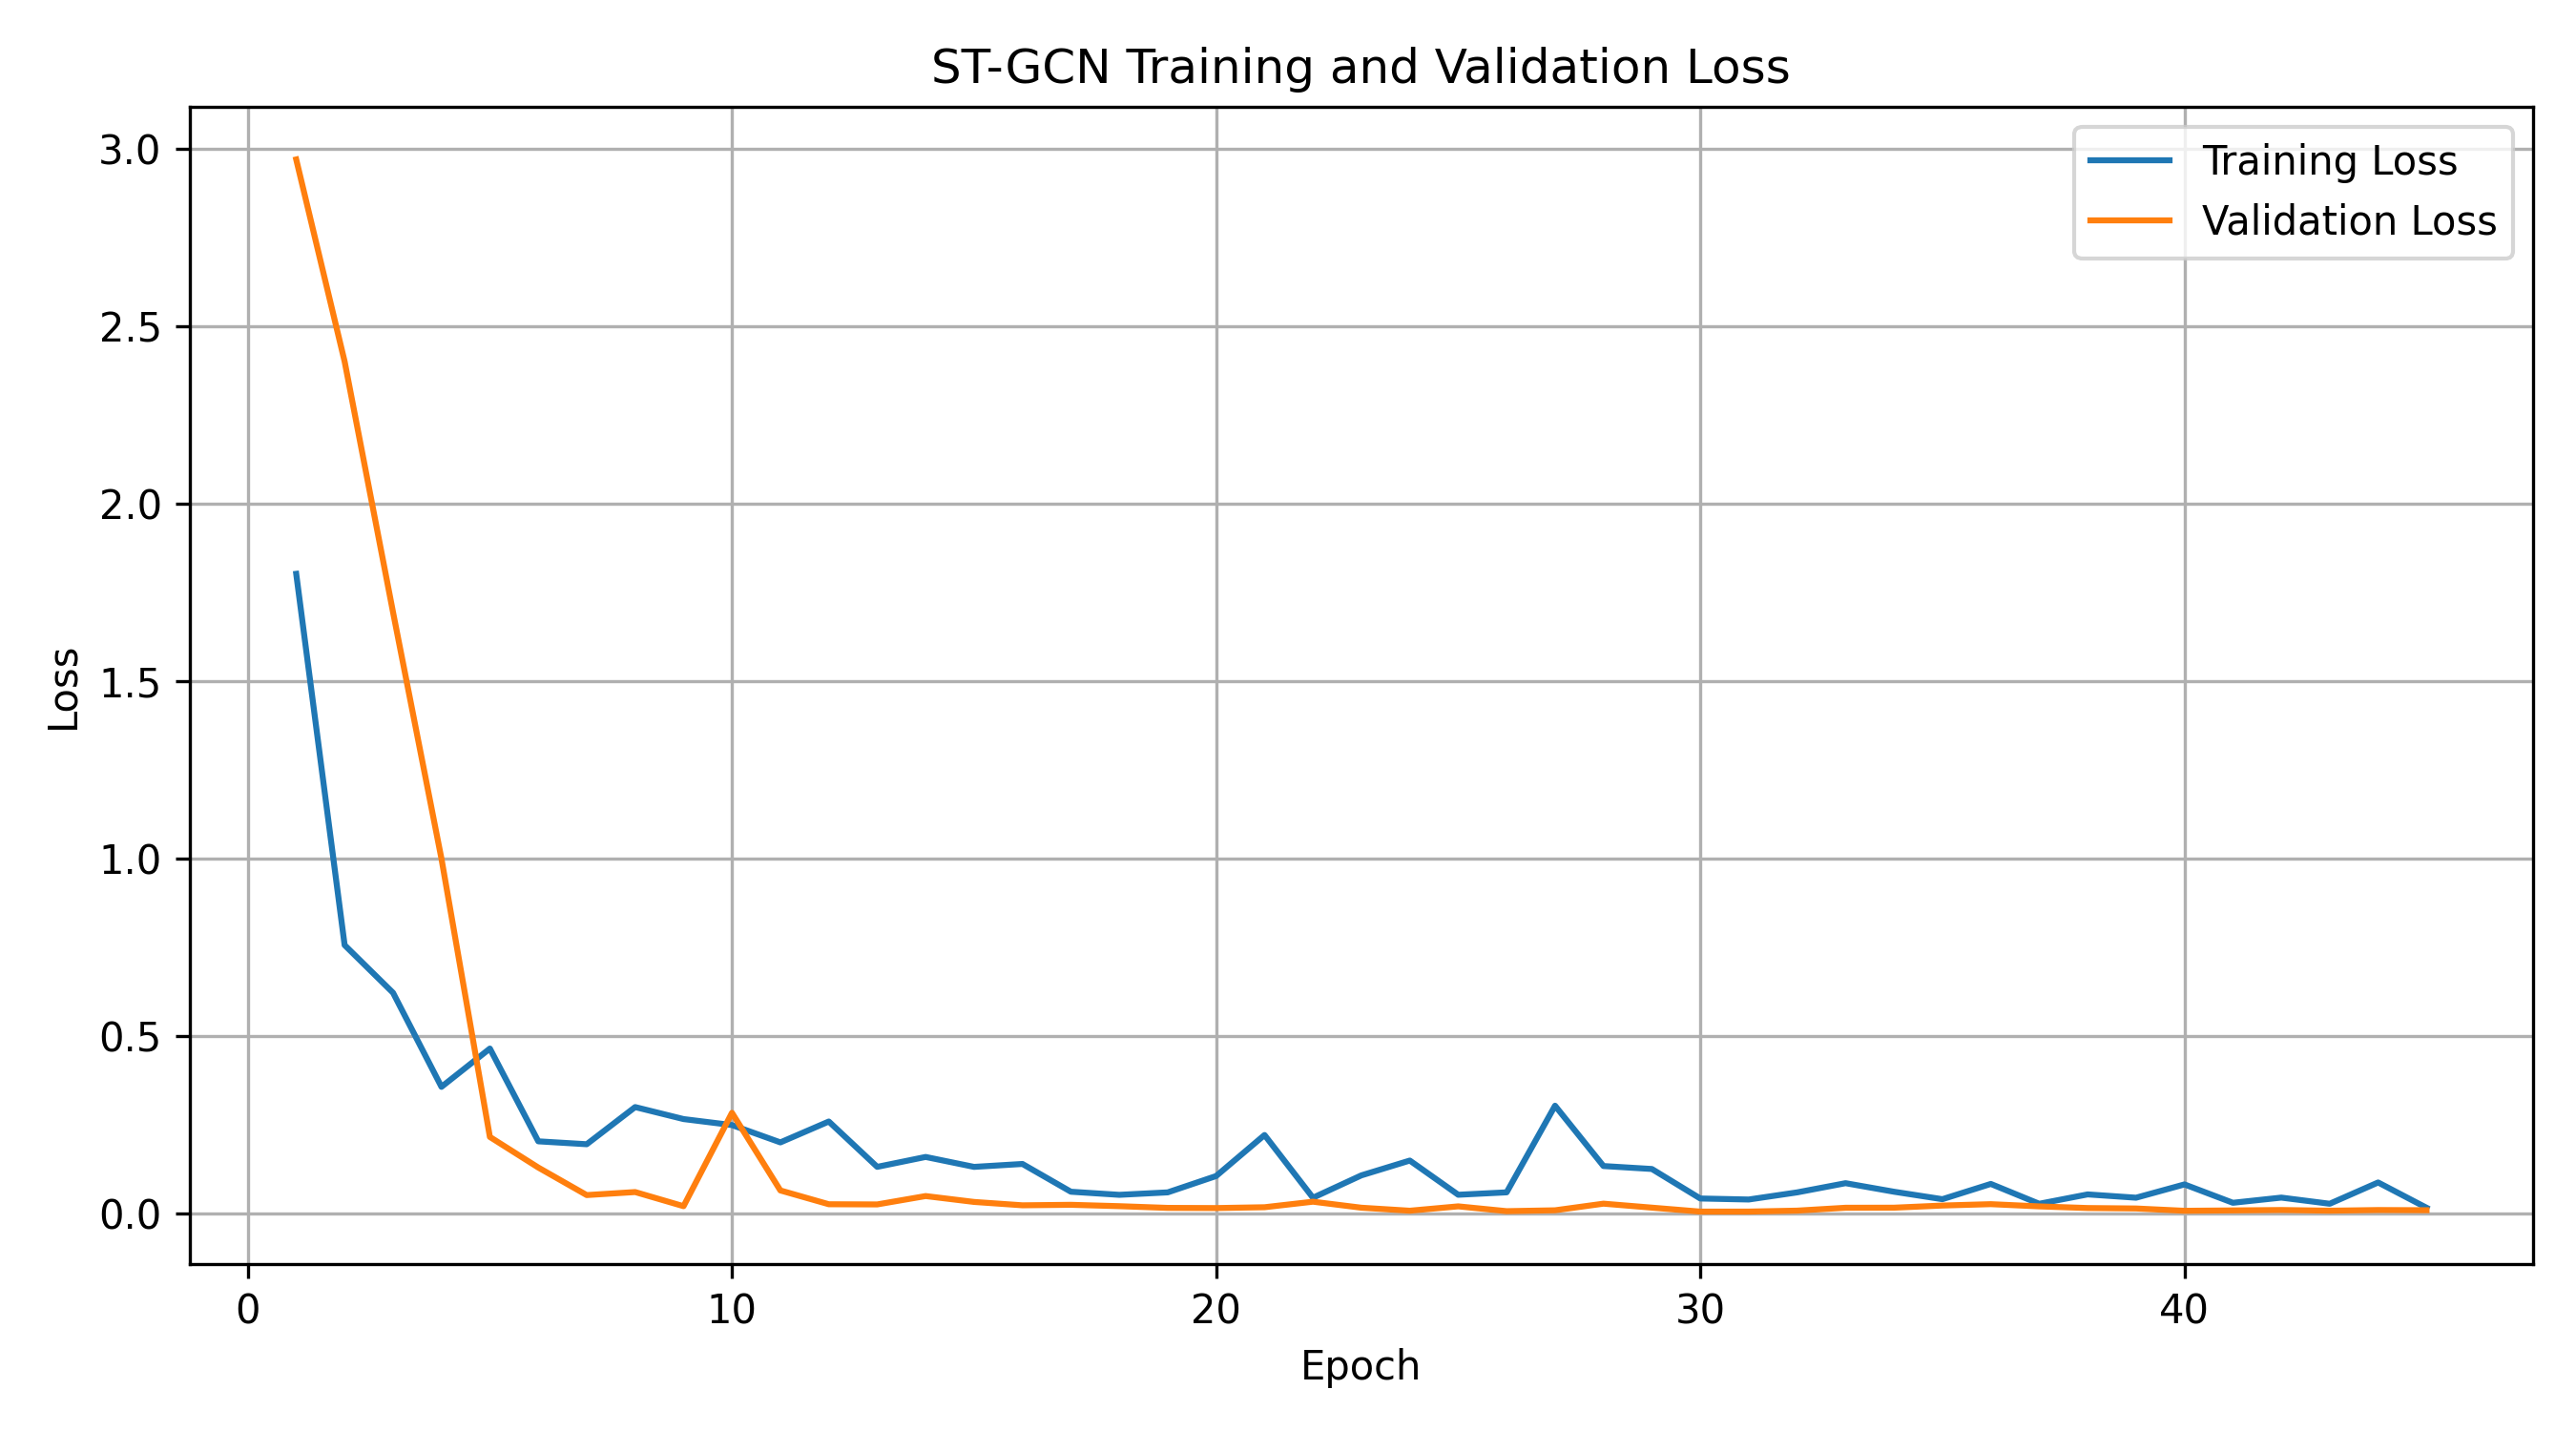 ST-GCN Training and Validation Loss
Training Loss
Validation Loss
3.0
2.5
2.0
1.5
1.0
0.5
0.0
Loss
0 10 20 30 40
Epoch